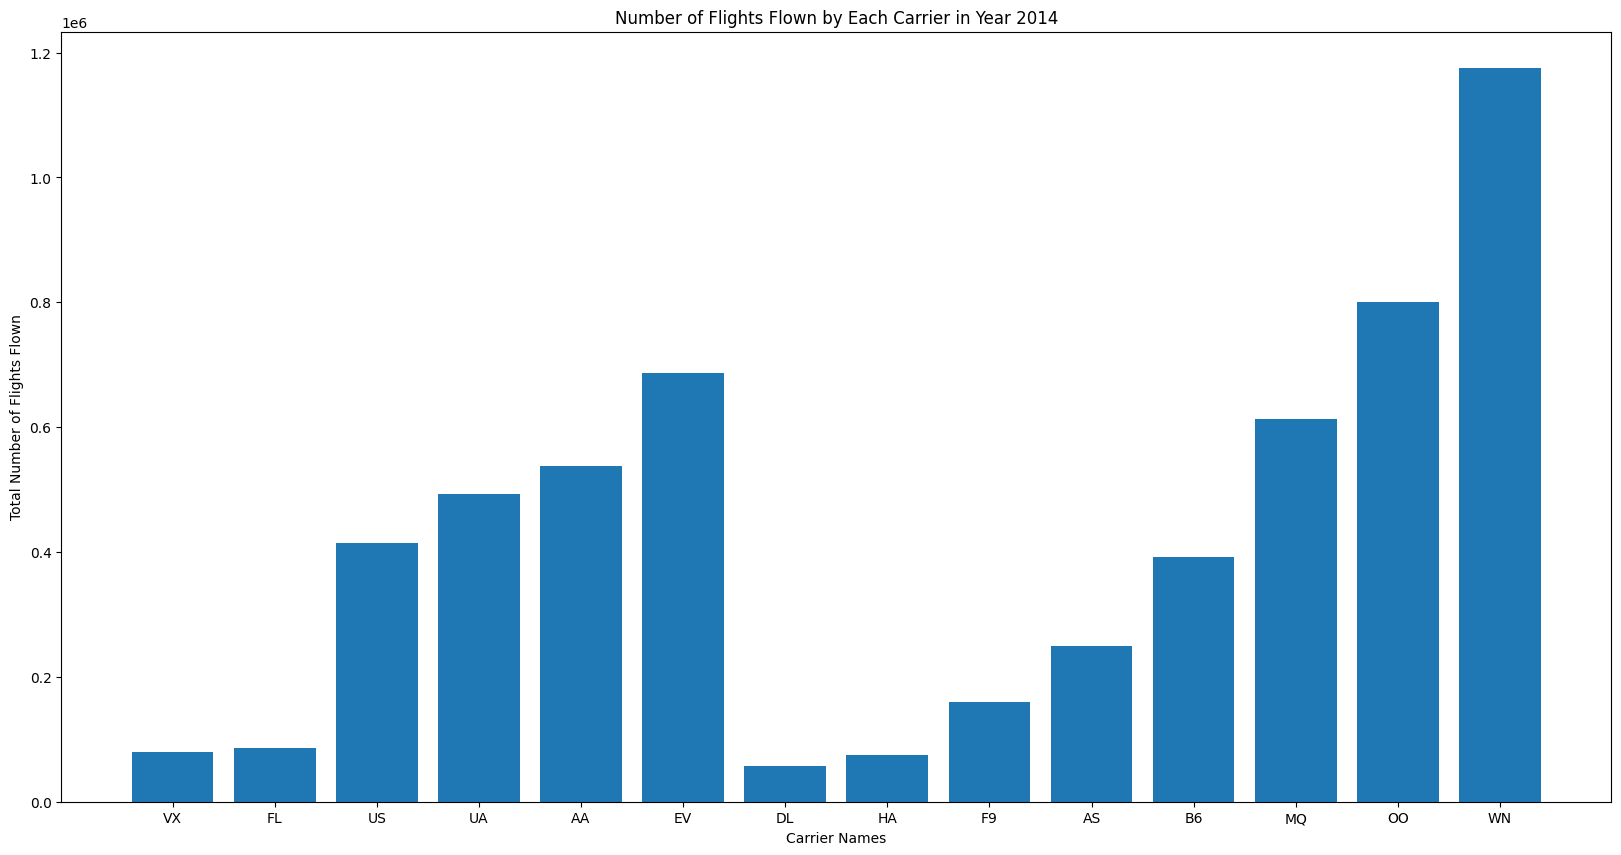 Number of Flights Flown by Each Carrier in Year 2014
1e6
1.2
1.0
0.8
0.6
0.4
0.2
0.0
Total Number of Flights Flown
VX FL US UA AA EV DL HA F9 AS B6 MQ OO WN
Carrier Names